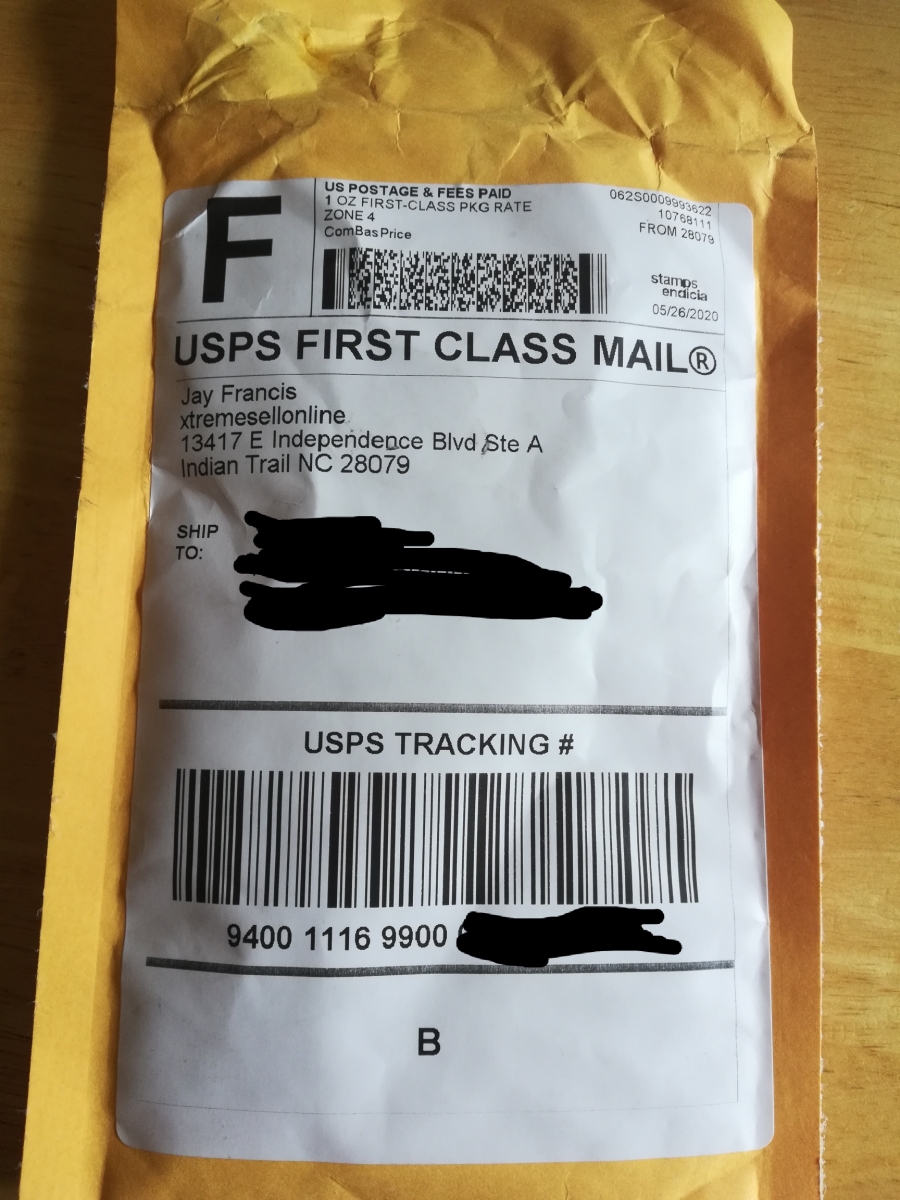 F
US POSTAGE & FEES PAID
1 OZ FIRST-CLASS PKG RATE
ZONE 4
ComBasPrice
062S0009993622
10768111
FROM 28079
stamps
endicia
05/26/2020
USPS FIRST CLASS MAIL®
Jay Francis
xtremesellonline
13417 E Independence Blvd Ste A
Indian Trail NC 28079
SHIP
TO:
USPS TRACKING #
9400 1116 9900
B